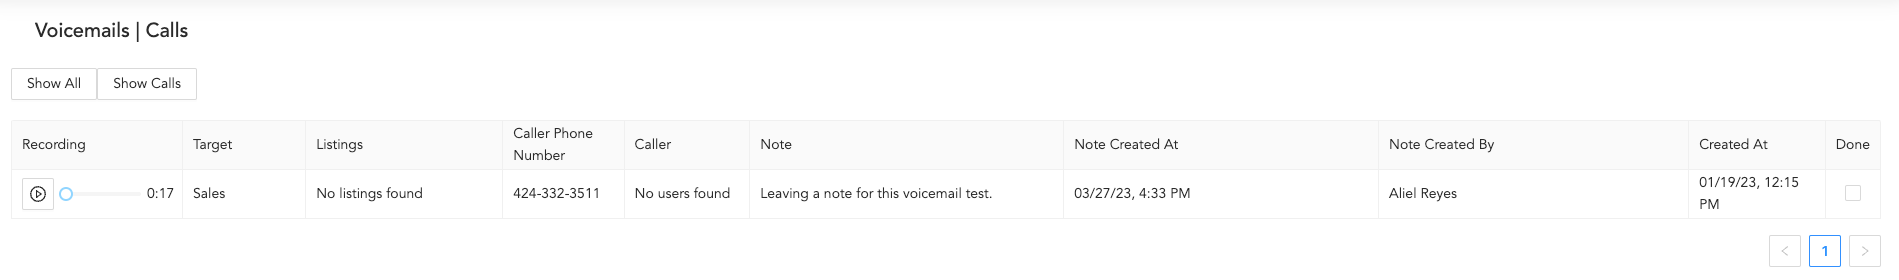 Voicemails | Calls
Show All Show Calls
Recording Target Listings Caller Phone Number Caller Note Note Created At Note Created By Created At Done
0:17 Sales No listings found 424-332-3511 No users found Leaving a note for this voicemail test. 03/27/23, 4:33 PM Aliel Reyes 01/19/23, 12:15 PM
< 1 >